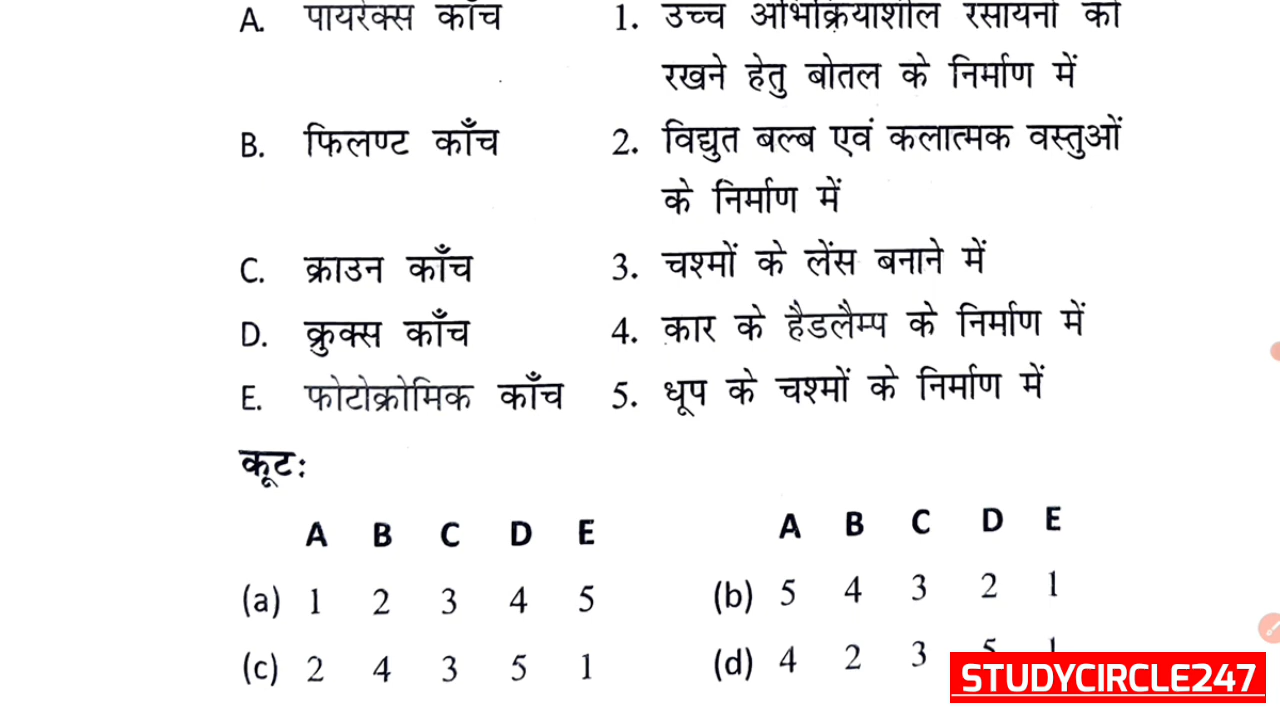 A. पायरेक्स काँच 1. उच्च अभिक्रियाशील रसायनों को
रखने हेतु बोतल के निर्माण में
B. फिलण्ट काँच 2. विद्युत बल्ब एवं कलात्मक वस्तुओं
के निर्माण में
C. क्राउन काँच 3. चश्मों के लेंस बनाने में
D. क्रुक्स काँच 4. कार के हैडलैम्प के निर्माण में
E. फोटोक्रोमिक काँच 5. धूप के चश्मों के निर्माण में
कूटः
A B C D E A B C D E
(a) 1 2 3 4 5 (b) 5 4 3 2 1
(c) 2 4 3 5 1 (d) 4 2 3 5 1
STUDYCIRCLE247